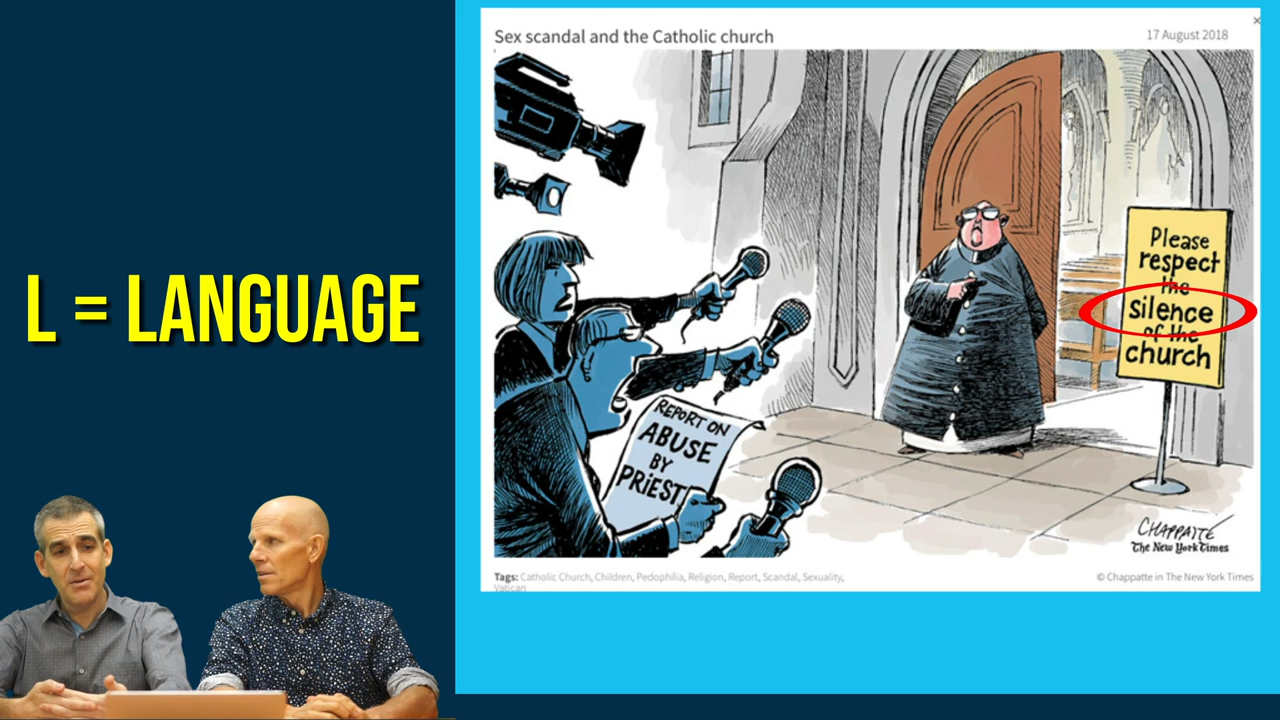 L = LANGUAGE
Sex scandal and the Catholic church
17 August 2018
×
Please
respect
the
silence
of the
church
REPORT ON
ABUSE
BY
PRIEST
CHAPPATTE
The New York Times
Tags: Catholic Church, Children, Pedophilia, Religion, Report, Scandal, Sexuality,
Vatican
© Chappatte in The New York Times